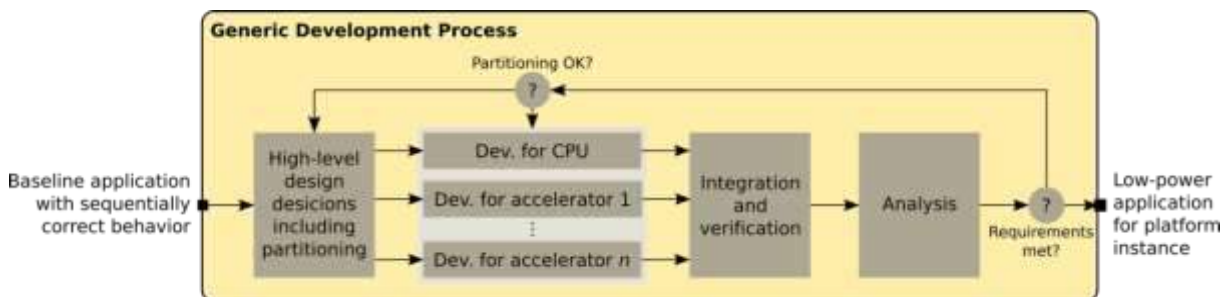 Generic Development Process
Partitioning OK?
?
Baseline application
with sequentially
correct behavior
High-level
design
desicions
including
partitioning
Dev. for CPU
Dev. for accelerator 1
⋮
Dev. for accelerator n
Integration
and
verification
Analysis
?
Requirements
met?
Low-power
application
for platform
instance